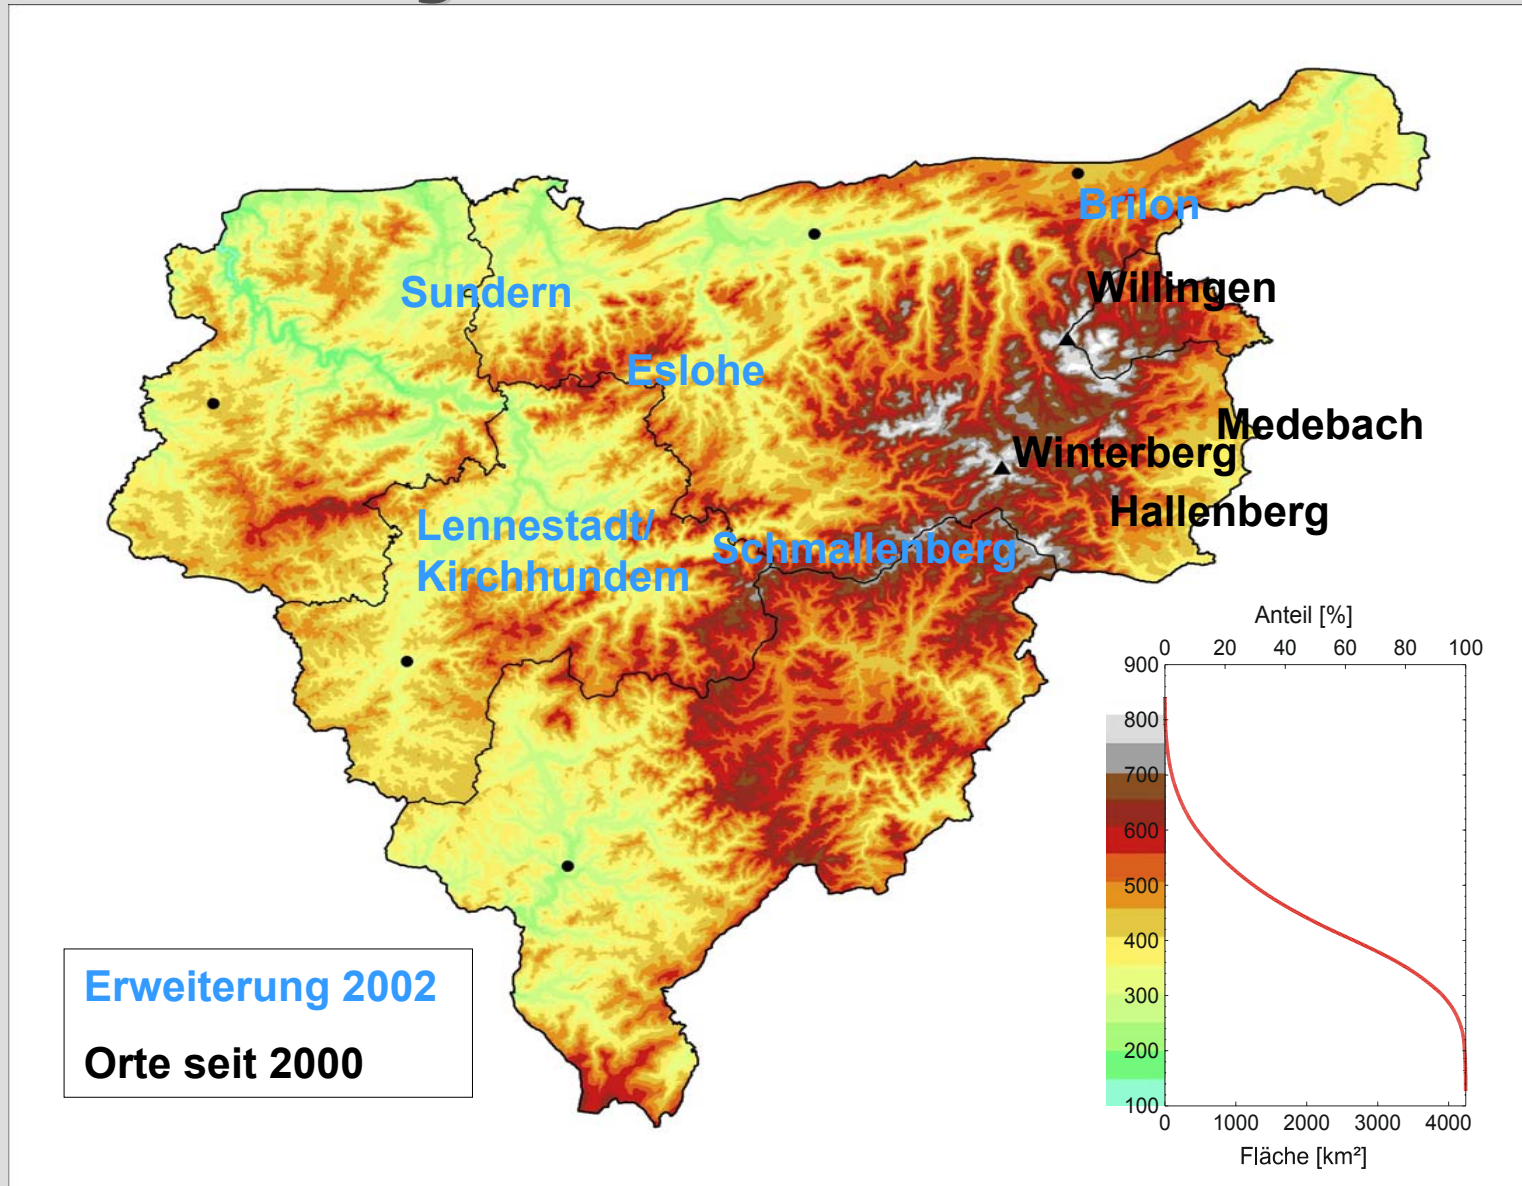 Brilon
Willingen
Sundern
Eslohe
Medebach
Winterberg
Hallenberg
Lennestadt/
Kirchhundem
Schmallenberg
Erweiterung 2002
Orte seit 2000
Anteil [%]
0 20 40 60 80 100
900
800
700
600
500
400
300
200
100
0 1000 2000 3000 4000
Fläche [km²]